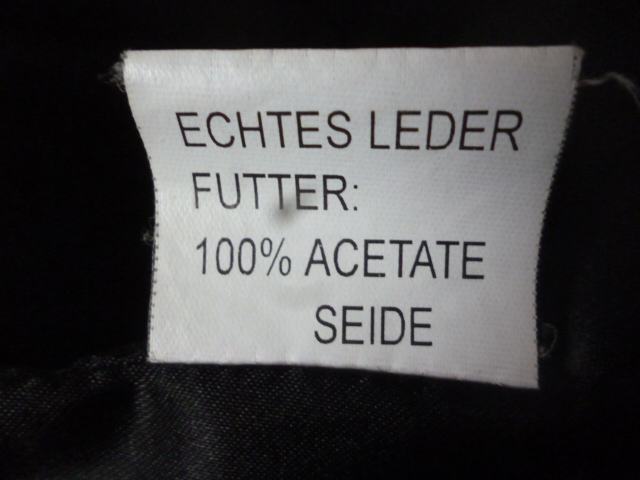 ECHTES LEDER
FUTTER:
100% ACETATE
SEIDE